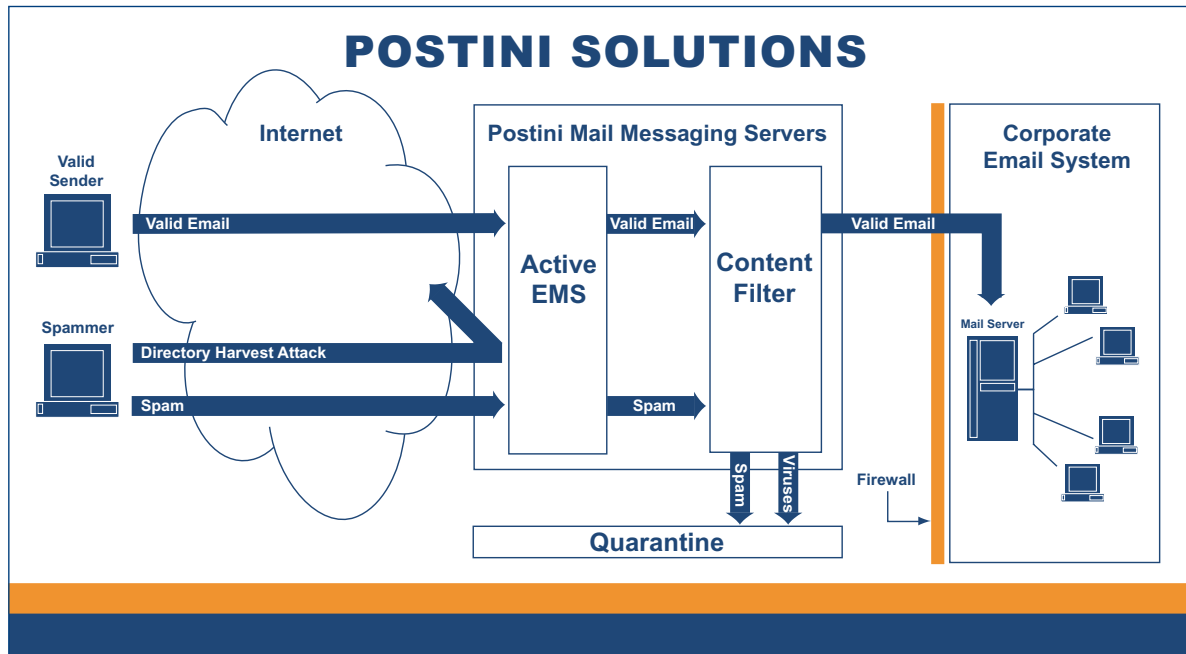 POSTINI SOLUTIONS
Internet
Postini Mail Messaging Servers
Corporate
Email System
Valid
Sender
Valid Email
Valid Email
Valid Email
Active
EMS
Content
Filter
Spammer
Directory Harvest Attack
Mail Server
Spam
Spam
Spam
Viruses
Firewall
Quarantine